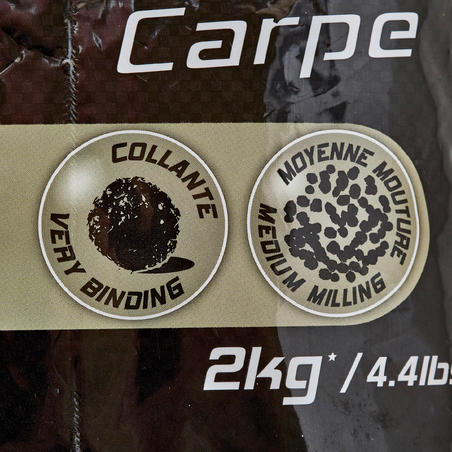 Carpe
COLLANTE
VERY BINDING
MOYENNE MOUTURE
MEDIUM MILLING
2kg* / 4.4lbs